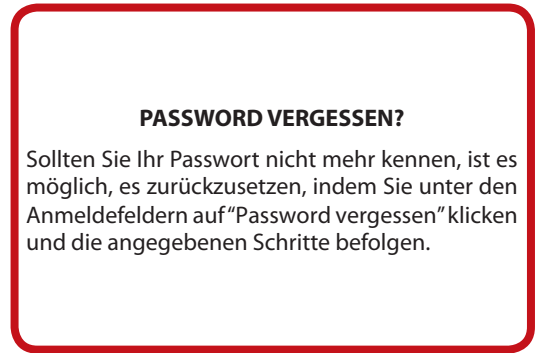 PASSWORD VERGESSEN?
Sollten Sie Ihr Passwort nicht mehr kennen, ist es
möglich, es zurückzusetzen, indem Sie unter den
Anmeldefeldern auf “Password vergessen” klicken
und die angegebenen Schritte befolgen.